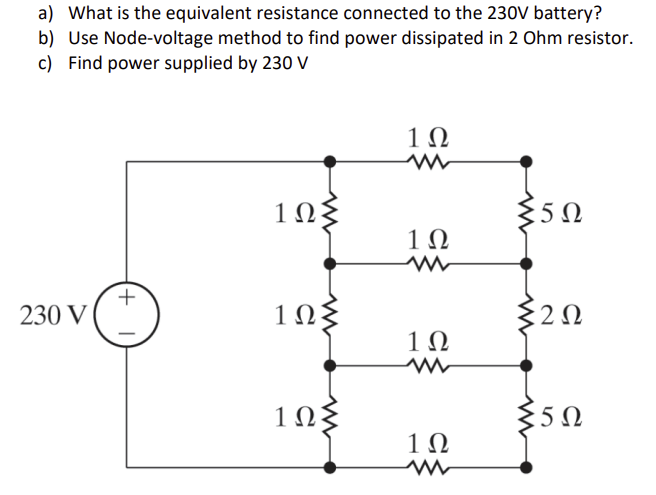 a) What is the equivalent resistance connected to the 230V battery?
b) Use Node-voltage method to find power dissipated in 2 Ohm resistor.
c) Find power supplied by 230 V
1 Ω
1 Ω
5 Ω
1 Ω
+
230 V
1 Ω
2 Ω
1 Ω
1 Ω
5 Ω
1 Ω